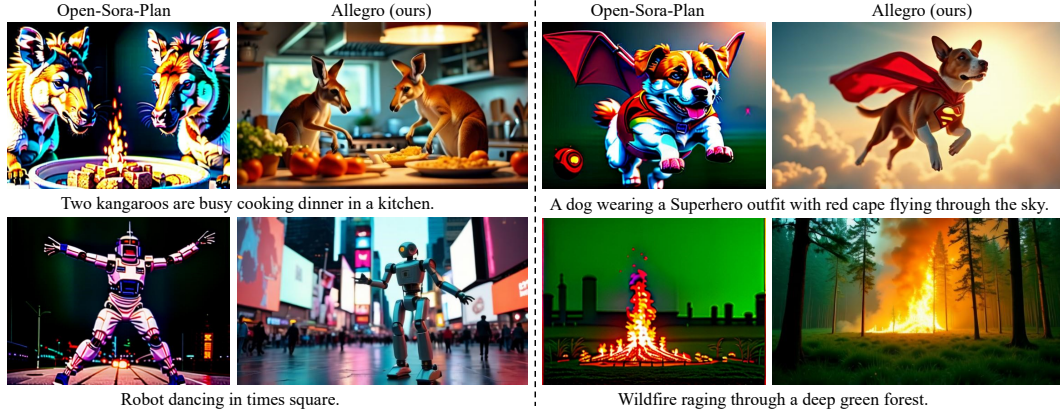 Open-Sora-Plan
Allegro (ours)
Open-Sora-Plan
Allegro (ours)
Two kangaroos are busy cooking dinner in a kitchen.
A dog wearing a Superhero outfit with red cape flying through the sky.
Robot dancing in times square.
Wildfire raging through a deep green forest.